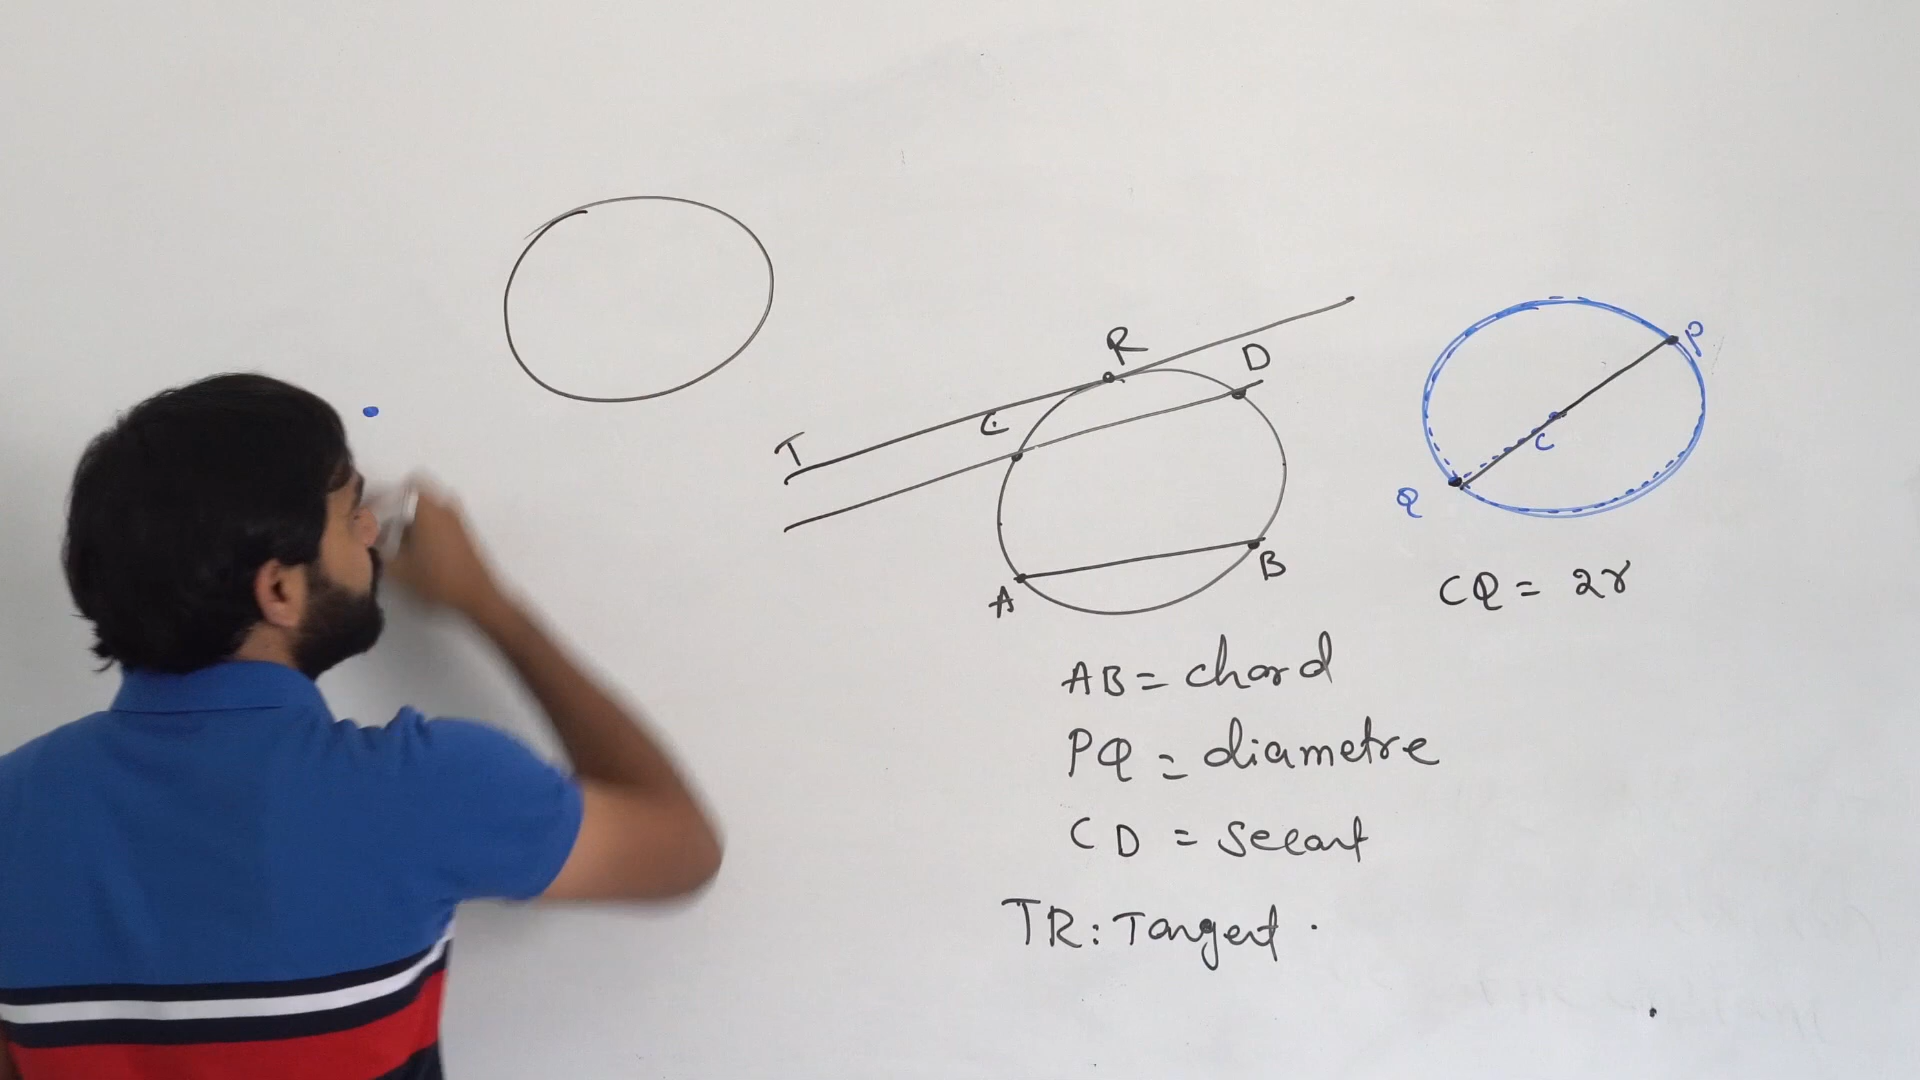 R
D
P
C
T
C
Q
B
A
CQ = 2r
AB = chord
PQ = diametre
CD = Secant
TR: Tangent .